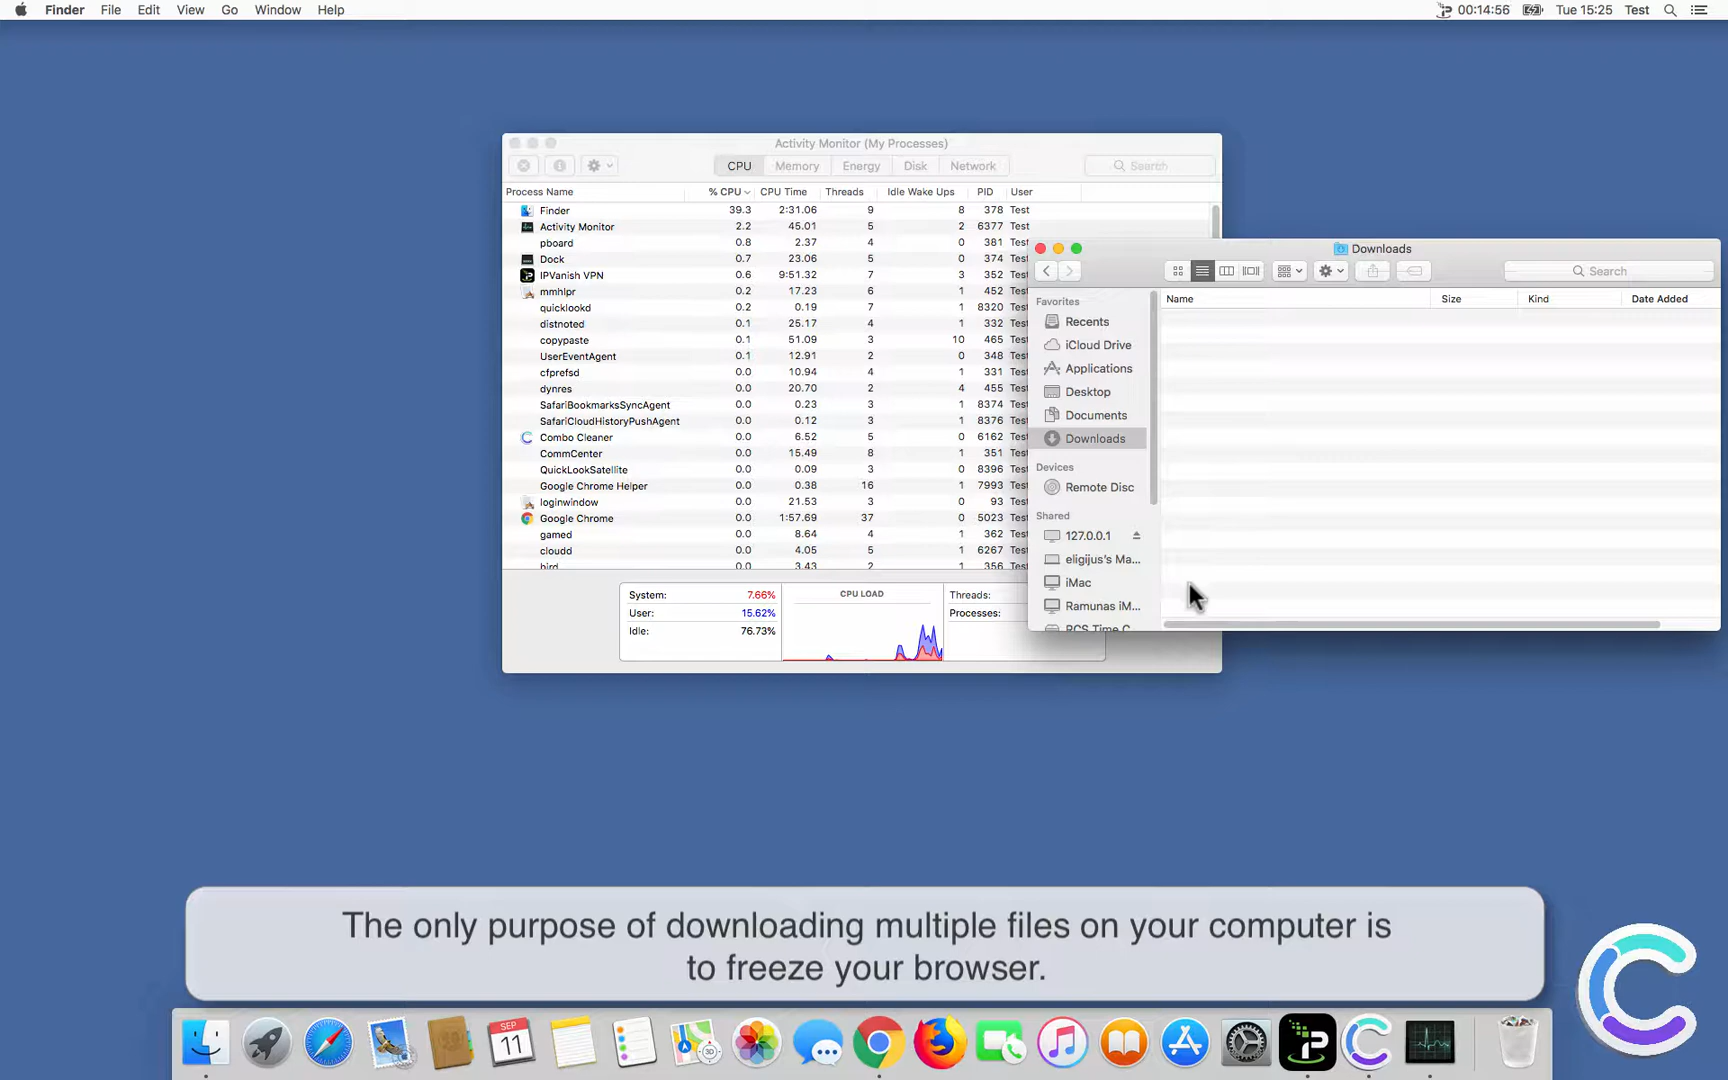 Finder File Edit View Go Window Help 00:14:56 Tue 15:25 Test
Activity Monitor (My Processes)
CPU Memory Energy Disk Network Search
Process Name % CPU CPU Time Threads Idle Wake Ups PID User
Finder 39.3 2:31.06 9 8 378 Test
Activity Monitor 2.2 45.01 5 2 6377 Test
pboard 0.8 2.37 4 0 381
Dock 0.7 23.06 5 0 374 Test
IPVanish VPN 0.6 9:51.32 7 3 352 Test
mmhlpr 0.2 17.23 6 1 452 Test
quicklookd 0.2 0.19 7 1 8320 Test
distnoted 0.1 25.17 4 1 332 Test
copypaste 0.1 51.09 3 10 465 Test
UserEventAgent 0.1 12.91 2 0 348 Test
cfprefsd 0.0 10.94 4 1 331 Test
dynres 0.0 20.70 2 4 455 Test
SafariBookmarksSyncAgent 0.0 0.23 3 1 8374 Test
SafariCloudHistoryPushAgent 0.0 0.12 3 1 8376 Test
Combo Cleaner 0.0 6.52 5 0 6162 Test
CommCenter 0.0 15.49 8 1 351 Test
QuickLookSatellite 0.0 0.09 3 1 8396 Test
Google Chrome Helper 0.0 0.38 16 1 7993 Test
loginwindow 0.0 21.53 3 0 93 Test
Google Chrome 0.0 1:57.69 37 0 5023 Test
gamed 0.0 8.64 4 1 362 Test
cloudd 0.0 4.05 5 1 6267 Test
bird 0.0 3.43 2 1 356 Test
System: 7.66%
User: 15.62%
Idle: 76.73%
CPU LOAD
Threads:
Processes:
Downloads
Search
Name Size Kind Date Added
Favorites
Recents
iCloud Drive
Applications
Desktop
Documents
Downloads
Devices
Remote Disc
Shared
127.0.0.1
eligijus's Ma...
iMac
Ramunas iM...
RCS Time C
The only purpose of downloading multiple files on your computer is
to freeze your browser.
SEP
11
3D